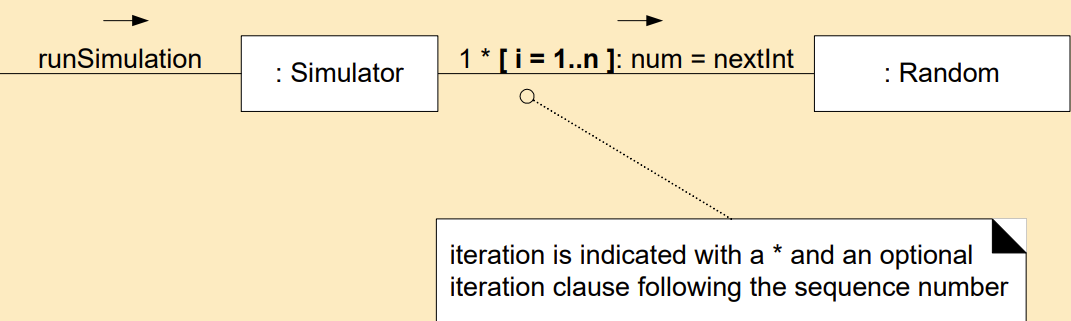 runSimulation
: Simulator
1 * [ i = 1..n ]: num = nextInt
: Random
iteration is indicated with a * and an optional
iteration clause following the sequence number